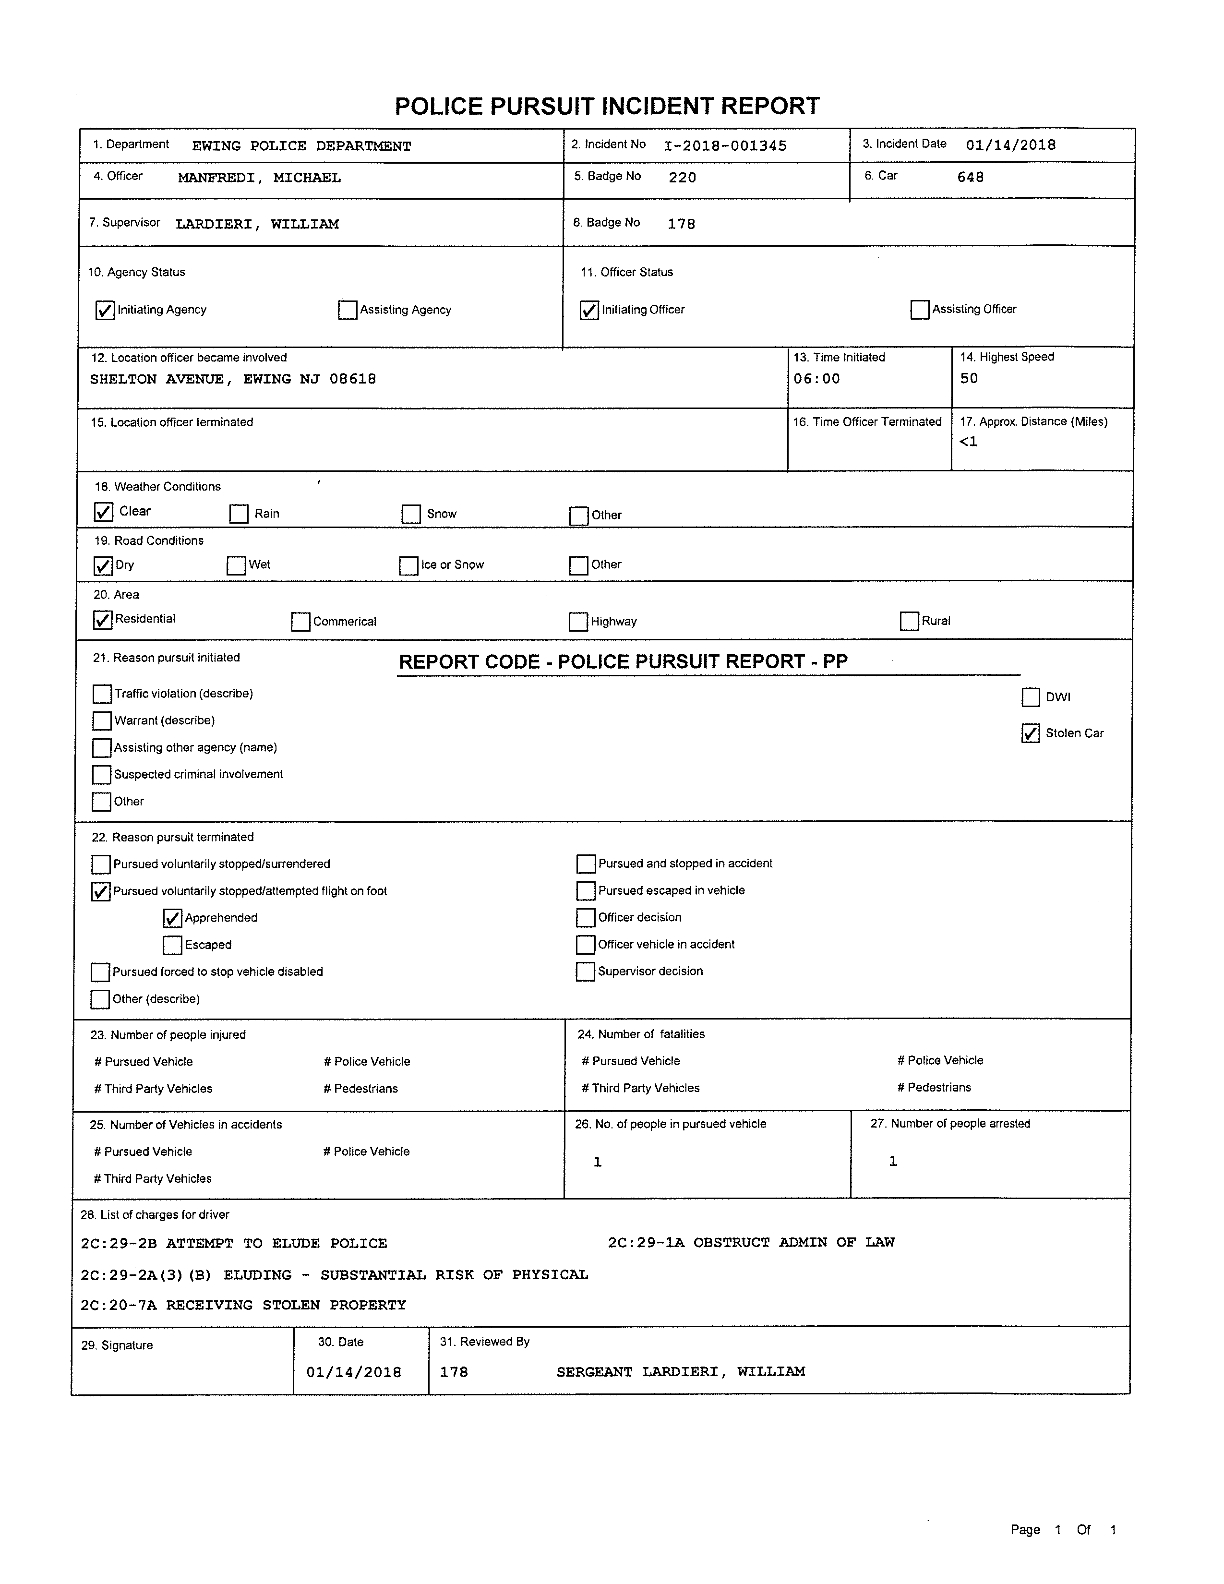 POLICE PURSUIT INCIDENT REPORT
1. Department EWING POLICE DEPARTMENT 2. Incident No I-2018-001345 3. Incident Date 01/14/2018
4. Officer MANFREDI, MICHAEL 5. Badge No 220 6. Car 648
7. Supervisor LARDIERI, WILLIAM 8. Badge No 178
10. Agency Status 11. Officer Status
Initiating Agency Assisting Agency Initiating Officer Assisting Officer
12. Location officer became involved 13. Time Initiated 14. Highest Speed
SHELTON AVENUE, EWING NJ 08618 06:00 50
15. Location officer terminated 16. Time Officer Terminated 17. Approx. Distance (Miles)
<1
18. Weather Conditions
Clear Rain Snow Other
19. Road Conditions
Dry Wet Ice or Snow Other
20. Area
Residential Commerical Highway Rural
21. Reason pursuit initiated REPORT CODE - POLICE PURSUIT REPORT - PP
Traffic violation (describe) DWI
Warrant (describe)
Stolen Car
Assisting other agency (name)
Suspected criminal involvement
Other
22. Reason pursuit terminated
Pursued voluntarily stopped/surrendered Pursued and stopped in accident
Pursued voluntarily stopped/attempted flight on foot Pursued escaped in vehicle
Apprehended Officer decision
Escaped Officer vehicle in accident
Pursued forced to stop vehicle disabled Supervisor decision
Other (describe)
23. Number of people injured 24. Number of fatalities
# Pursued Vehicle # Police Vehicle # Pursued Vehicle # Police Vehicle
# Third Party Vehicles # Pedestrians # Third Party Vehicles # Pedestrians
25. Number of Vehicles in accidents 26. No. of people in pursued vehicle 27. Number of people arrested
# Pursued Vehicle # Police Vehicle
1 1
# Third Party Vehicles
28. List of charges for driver
2C:29-2B ATTEMPT TO ELUDE POLICE 2C:29-1A OBSTRUCT ADMIN OF LAW
2C:29-2A(3)(B) ELUDING - SUBSTANTIAL RISK OF PHYSICAL
2C:20-7A RECEIVING STOLEN PROPERTY
29. Signature 30. Date 31. Reviewed By
01/14/2018 178 SERGEANT LARDIERI, WILLIAM
Page 1 Of 1